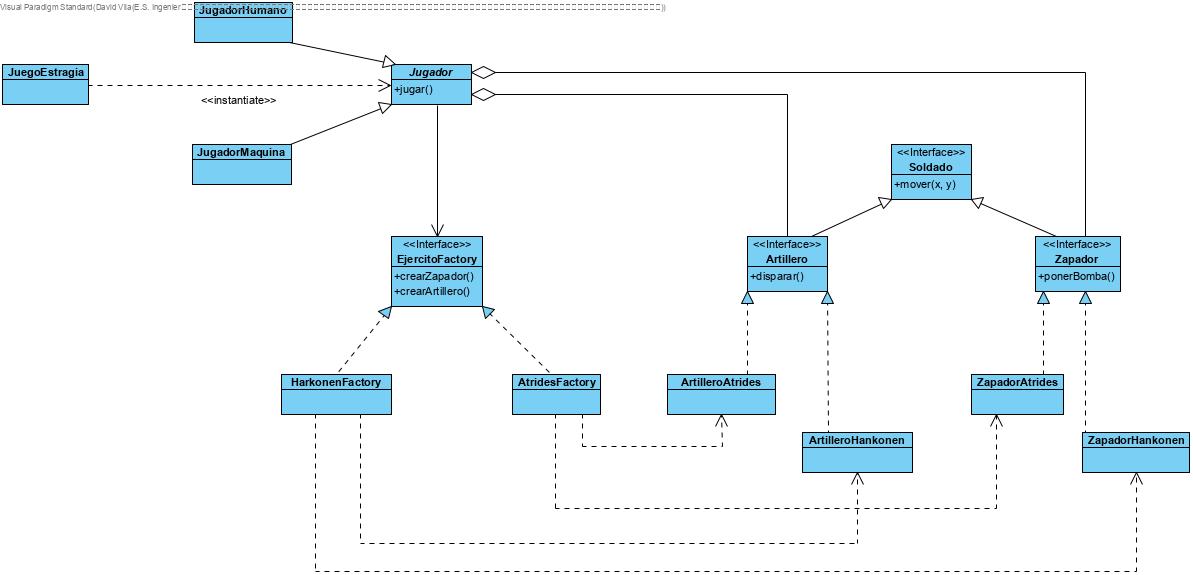 Visual Paradigm Standard(David Vila(E.S. Ingenier
JugadorHumano
JuegoEstragia
Jugador
+jugar()
<<instantiate>>
JugadorMaquina
<<Interface>>
Soldado
+mover(x, y)
<<Interface>>
EjercitoFactory
+crearZapador()
+crearArtillero()
<<Interface>>
Artillero
+disparar()
<<Interface>>
Zapador
+ponerBomba()
HarkonenFactory
AtridesFactory
ArtilleroAtrides
ZapadorAtrides
ArtilleroHankonen
ZapadorHankonen